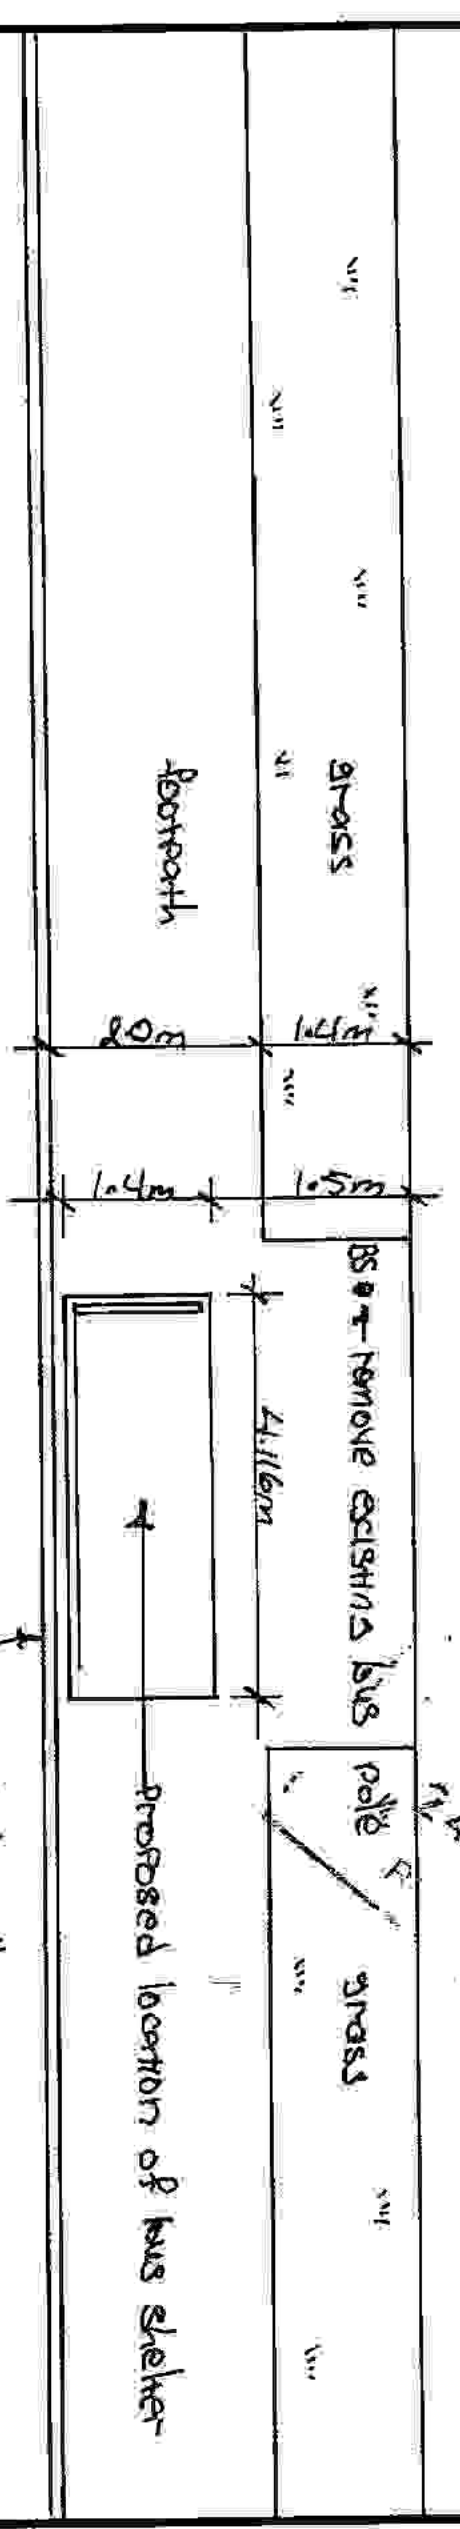 grass
footpath
1.4m
2.0m
1.5m
1.4m
BS - remove existing bus pole
4.116m
grass
Proposed location of bus shelter